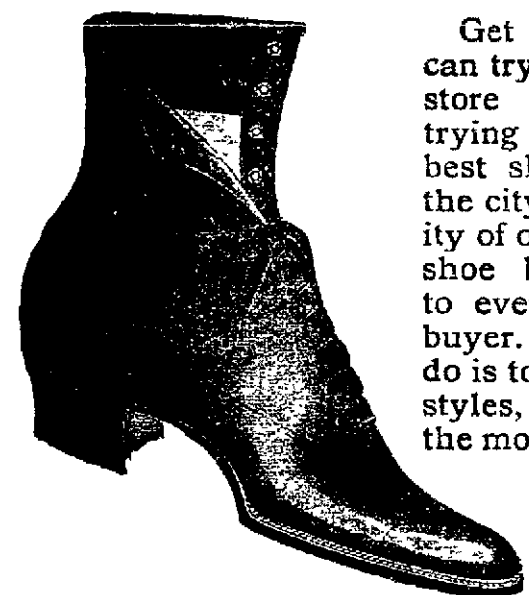 Get
can try
store
trying
best sl
the city
ity of o
shoe l
to eve
buyer.
do is to
styles,
the mo